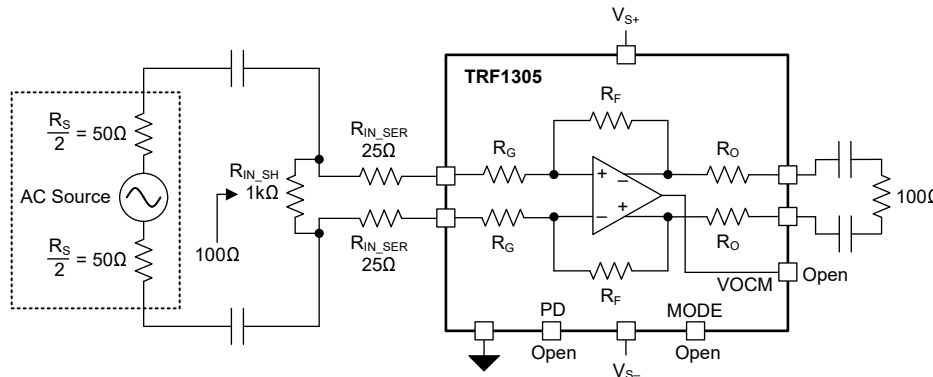 V_S+
TRF1305
R_F
R_S/2 = 50Ω
R_IN_SER
25Ω
R_G
R_O
R_IN_SH
1kΩ
AC Source
100Ω
100Ω
R_S/2 = 50Ω
R_IN_SER
25Ω
R_G
R_O
R_F
VOCM
Open
PD
Open
MODE
Open
V_S−